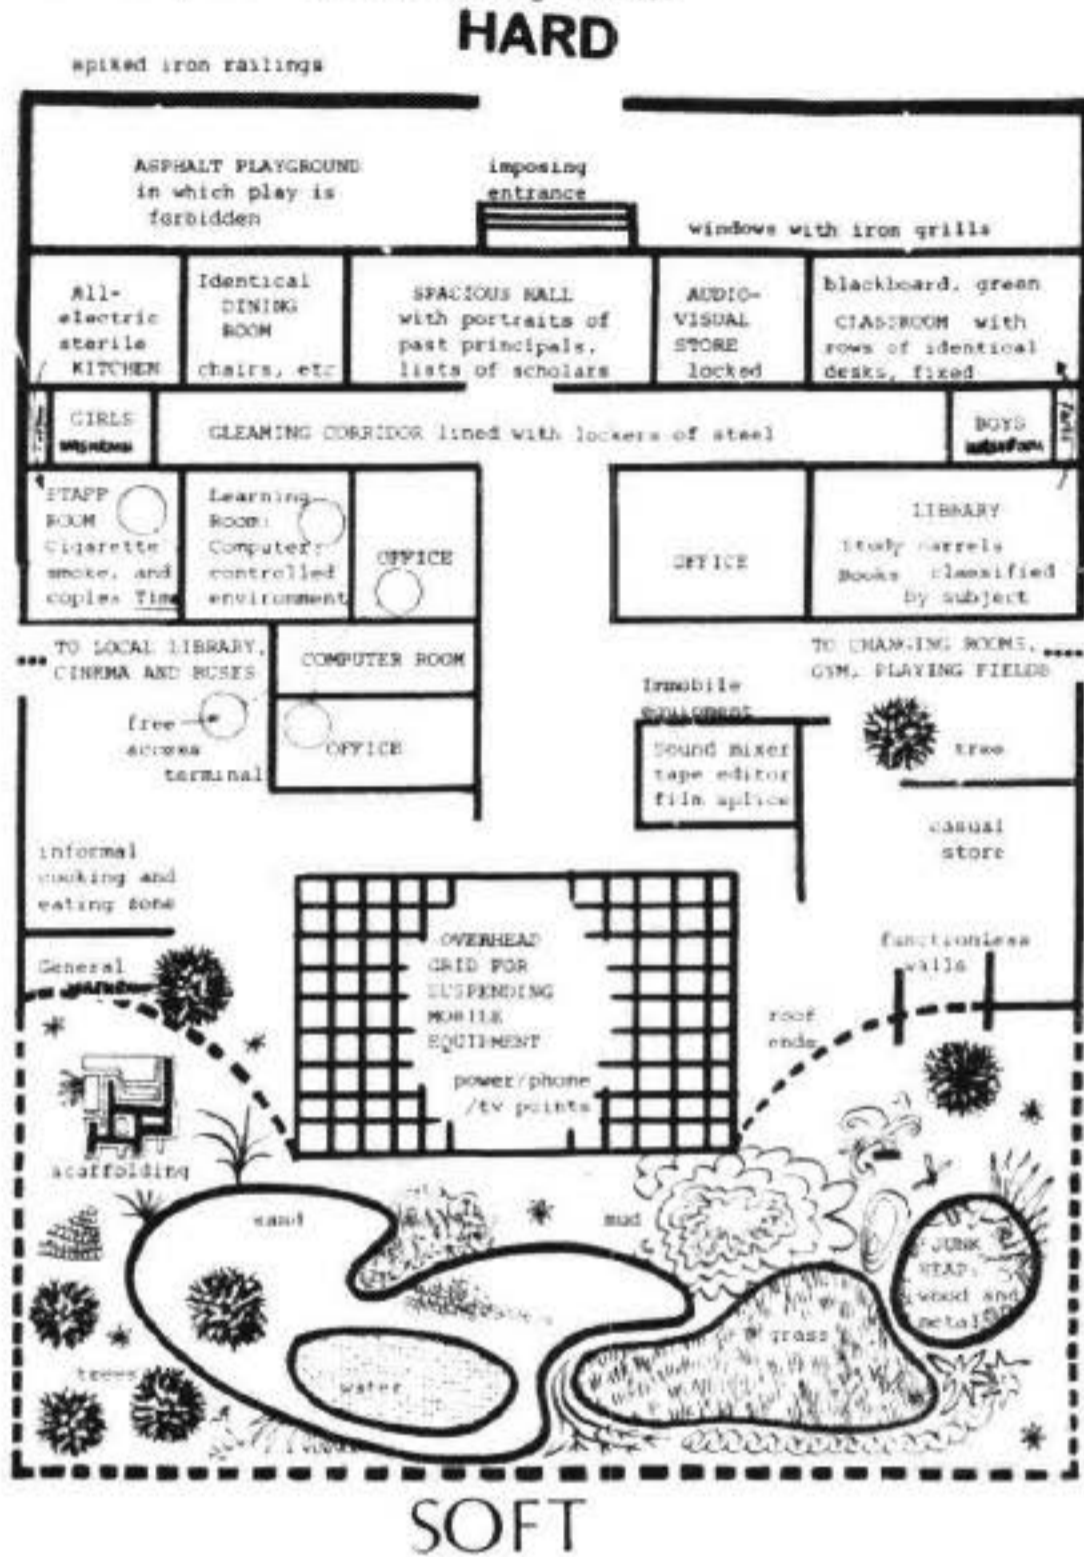 HARD
spiked iron railings
ASPHALT PLAYGROUND
in which play is
forbidden
imposing
entrance
windows with iron grills
All-
electric
sterile
KITCHEN
Identical
DINING
ROOM
chairs, etc
SPACIOUS HALL
with portraits of
past principals,
lists of scholars
AUDIO-
VISUAL
STORE
locked
blackboard, green
CLASSROOM with
rows of identical
desks, fixed
GIRLS
GLEAMING CORRIDOR lined with lockers of steel
BOYS
STAFF
ROOM
Cigarette
smoke, and
copies Time
Learning
Room:
Computer:
controlled
environment
OFFICE
OFFICE
LIBRARY
Study carrels
Books classified
by subject
TO LOCAL LIBRARY,
CINEMA AND BUSES
COMPUTER ROOM
TO CHANGING ROOMS,
GYM, PLAYING FIELDS
free
access
terminal
OFFICE
Immobile
equipment
Sound mixer
tape editor
film splice
tree
casual
store
informal
cooking and
eating zone
General
OVERHEAD
GRID FOR
SUSPENDING
MOBILE
EQUIPMENT
power/phone
/tv points
functionless
walls
roof
ends
scaffolding
sand
mud
JUNK
HEAP:
wood and
metal
grass
trees
water
SOFT